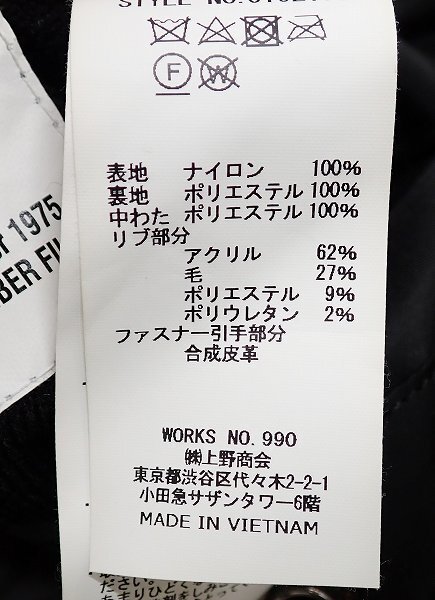 STYLE NO.
F
W
表地 ナイロン 100%
裏地 ポリエステル 100%
中わた ポリエステル 100%
リブ部分
アクリル 62%
毛 27%
ポリエステル 9%
ポリウレタン 2%
ファスナー引手部分
合成皮革
WORKS NO. 990
㈱上野商会
東京都渋谷区代々木2-2-1
小田急サザンタワー6階
MADE IN VIETNAM
1975
BER FI